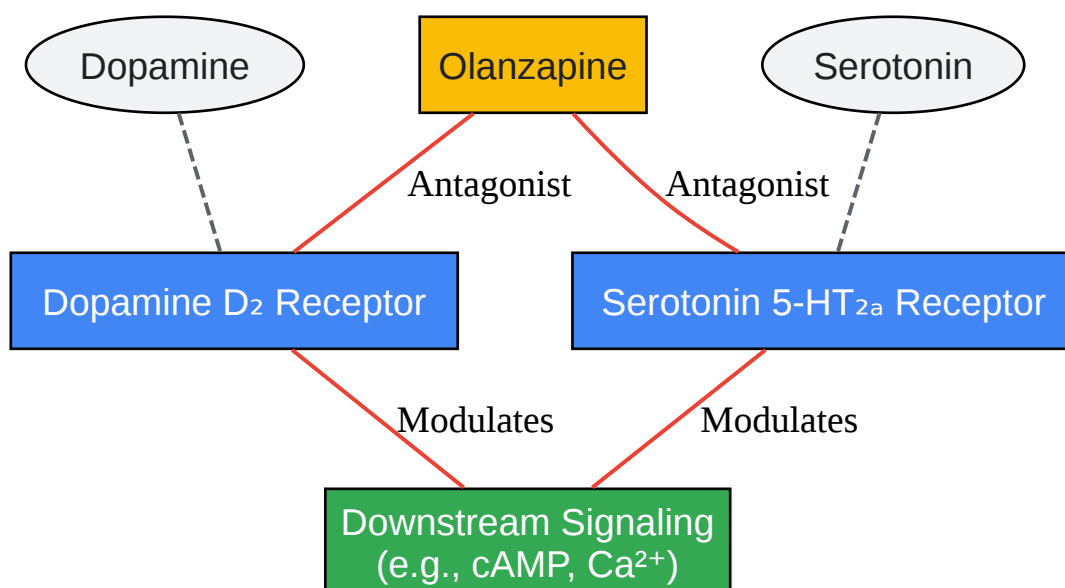 Dopamine
Olanzapine
Serotonin
Antagonist
Antagonist
Dopamine D₂ Receptor
Serotonin 5-HT₂ₐ Receptor
Modulates
Modulates
Downstream Signaling
(e.g., cAMP, Ca²⁺)